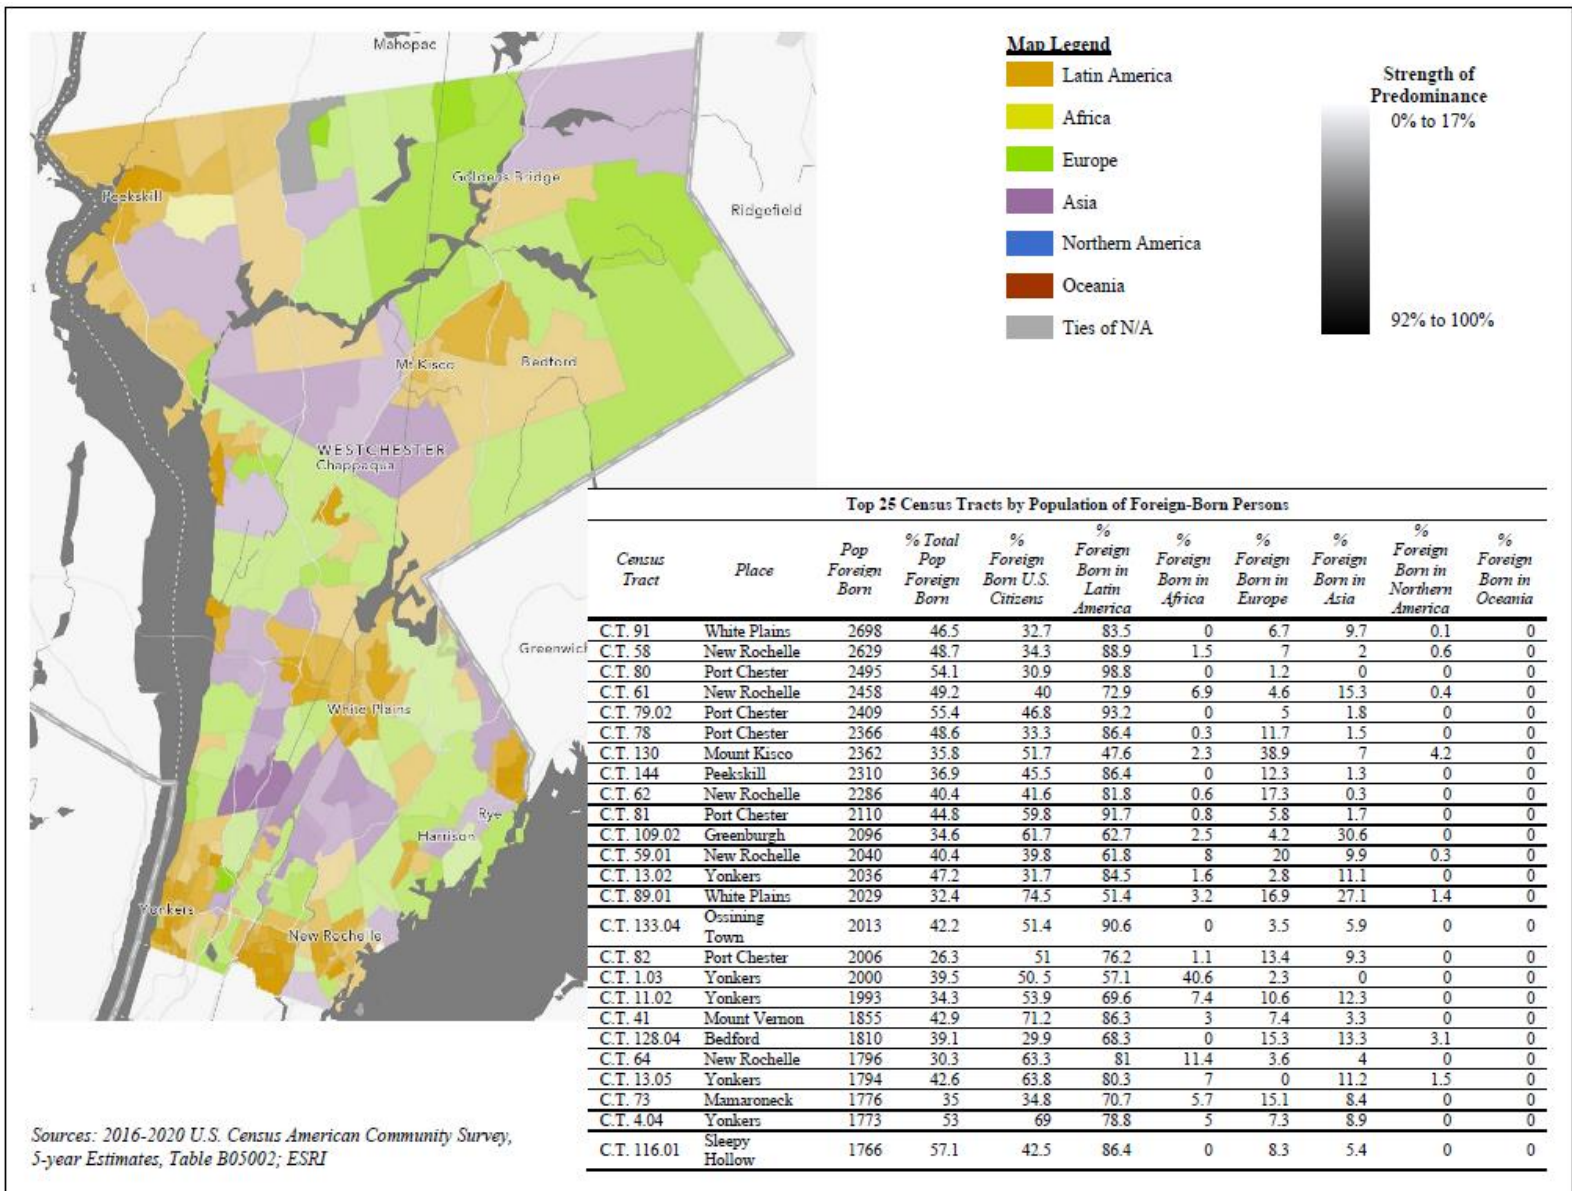 Mahopac
Goldens Bridge
Peekskill
Ridgefield
1
Mt Kisco
Bedford
WESTCHESTER
Chappaqua
Greenwich
White Plains
Rye
Harrison
Yonkers
New Rochelle
Map Legend
Latin America
Africa
Europe
Asia
Northern America
Oceania
Ties of N/A
Strength of
Predominance
0% to 17%
92% to 100%
Top 25 Census Tracts by Population of Foreign-Born Persons
Census Tract Place Pop Foreign Born % Total Pop Foreign Born % Foreign Born U.S. Citizens % Foreign Born in Latin America % Foreign Born in Africa % Foreign Born in Europe % Foreign Born in Asia % Foreign Born in Northern America % Foreign Born in Oceania
C.T. 91 White Plains 2698 46.5 32.7 83.5 0 6.7 9.7 0.1 0
C.T. 58 New Rochelle 2629 48.7 34.3 88.9 1.5 7 2 0.6 0
C.T. 80 Port Chester 2495 54.1 30.9 98.8 0 1.2 0 0 0
C.T. 61 New Rochelle 2458 49.2 40 72.9 6.9 4.6 15.3 0.4 0
C.T. 79.02 Port Chester 2409 55.4 46.8 93.2 0 5 1.8 0 0
C.T. 78 Port Chester 2366 48.6 33.3 86.4 0.3 11.7 1.5 0 0
C.T. 130 Mount Kisco 2362 35.8 51.7 47.6 2.3 38.9 7 4.2 0
C.T. 144 Peekskill 2310 36.9 45.5 86.4 0 12.3 1.3 0 0
C.T. 62 New Rochelle 2286 40.4 41.6 81.8 0.6 17.3 0.3 0 0
C.T. 81 Port Chester 2110 44.8 59.8 91.7 0.8 5.8 1.7 0 0
C.T. 109.02 Greenburgh 2096 34.6 61.7 62.7 2.5 4.2 30.6 0 0
C.T. 59.01 New Rochelle 2040 40.4 39.8 61.8 8 20 9.9 0.3 0
C.T. 13.02 Yonkers 2036 47.2 31.7 84.5 1.6 2.8 11.1 0 0
C.T. 89.01 White Plains 2029 32.4 74.5 51.4 3.2 16.9 27.1 1.4 0
C.T. 133.04 Ossining Town 2013 42.2 51.4 90.6 0 3.5 5.9 0 0
C.T. 82 Port Chester 2006 26.3 51 76.2 1.1 13.4 9.3 0 0
C.T. 1.03 Yonkers 2000 39.5 50. 5 57.1 40.6 2.3 0 0 0
C.T. 11.02 Yonkers 1993 34.3 53.9 69.6 7.4 10.6 12.3 0 0
C.T. 41 Mount Vernon 1855 42.9 71.2 86.3 3 7.4 3.3 0 0
C.T. 128.04 Bedford 1810 39.1 29.9 68.3 0 15.3 13.3 3.1 0
C.T. 64 New Rochelle 1796 30.3 63.3 81 11.4 3.6 4 0 0
C.T. 13.05 Yonkers 1794 42.6 63.8 80.3 7 0 11.2 1.5 0
C.T. 73 Mamaroneck 1776 35 34.8 70.7 5.7 15.1 8.4 0 0
C.T. 4.04 Yonkers 1773 53 69 78.8 5 7.3 8.9 0 0
C.T. 116.01 Sleepy Hollow 1766 57.1 42.5 86.4 0 8.3 5.4 0 0
Sources: 2016-2020 U.S. Census American Community Survey,
5-year Estimates, Table B05002; ESRI